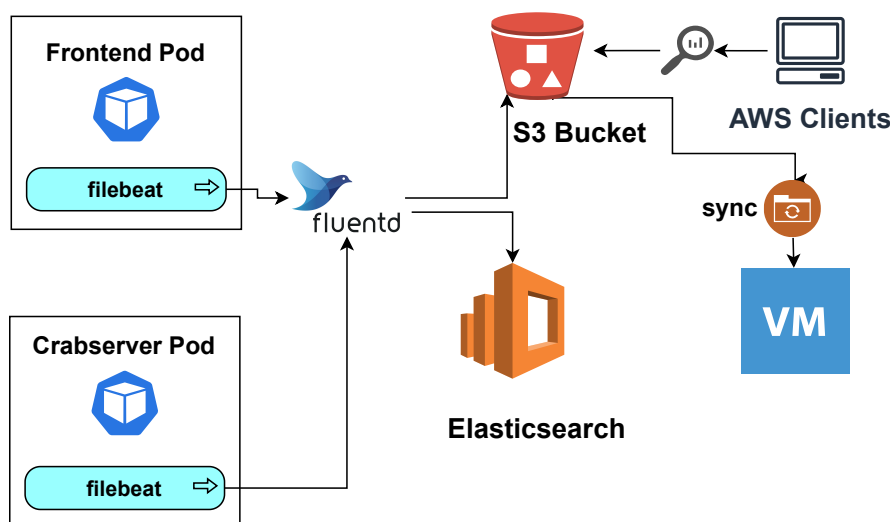 Frontend Pod
filebeat
fluentd
S3 Bucket
AWS Clients
sync
VM
Elasticsearch
Crabserver Pod
filebeat